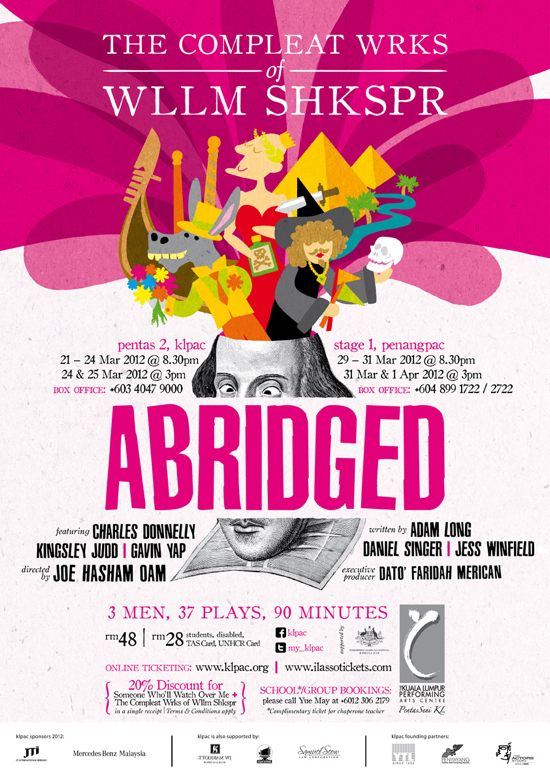 THE COMPLEAT WRKS
of
WLLM SHKSPR
pentas 2, klpac
21 – 24 Mar 2012 @ 8.30pm
24 & 25 Mar 2012 @ 3pm
BOX OFFICE: +603 4047 9000
stage 1, penangpac
29 – 31 Mar 2012 @ 8.30pm
31 Mar & 1 Apr 2012 @ 3pm
BOX OFFICE: +604 899 1722 / 2722
ABRIDGED
featuring CHARLES DONNELLY
KINGSLEY JUDD | GAVIN YAP
directed by JOE HASHAM OAM
written by ADAM LONG
DANIEL SINGER | JESS WINFIELD
executive producer DATO' FARIDAH MERICAN
3 MEN, 37 PLAYS, 90 MINUTES
rm48 | rm28 students, disabled,
TAS Card, UNHCR Card
klpac
my_klpac
supported by
ONLINE TICKETING: www.klpac.org | www.ilassotickets.com
20% Discount for
Someone Who'll Watch Over Me +
The Compleat Wrks of Wllm Shkspr
in a single receipt | Terms & Conditions apply
SCHOOL*/GROUP BOOKINGS:
please call Yue May at +6012 306 2179
*Complimentary ticket for chaperone teacher
THE KUALA LUMPUR
PERFORMING
ARTS CENTRE
PentasSeni KL
klpac sponsors 2012:
JTi
Mercedes-Benz Malaysia
klpac is also supported by:
klpac founding partners:
YTL